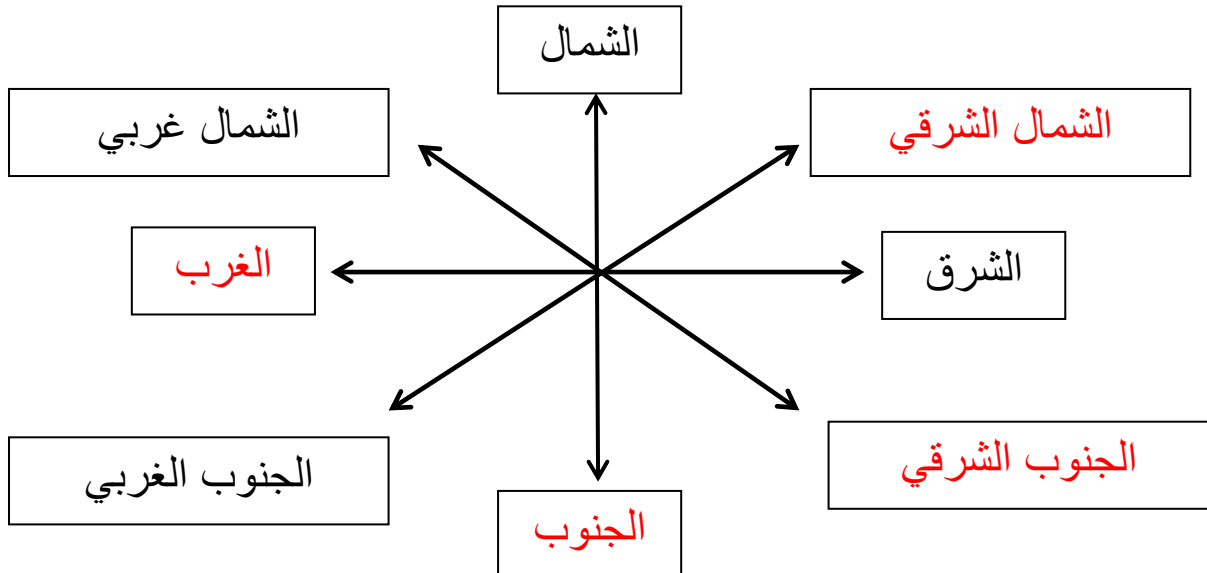 الشمال
الشمال الشرقي
الشمال غربي
الشرق
الغرب
الجنوب الشرقي
الجنوب الغربي
الجنوب